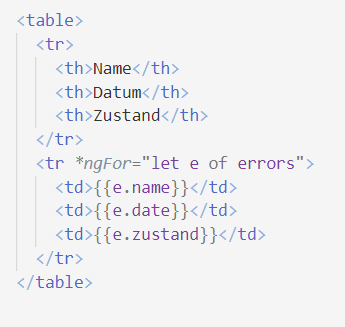 <table>
<tr>
<th>Name</th>
<th>Datum</th>
<th>Zustand</th>
</tr>
<tr *ngFor="let e of errors">
<td>{{e.name}}</td>
<td>{{e.date}}</td>
<td>{{e.zustand}}</td>
</tr>
</table>